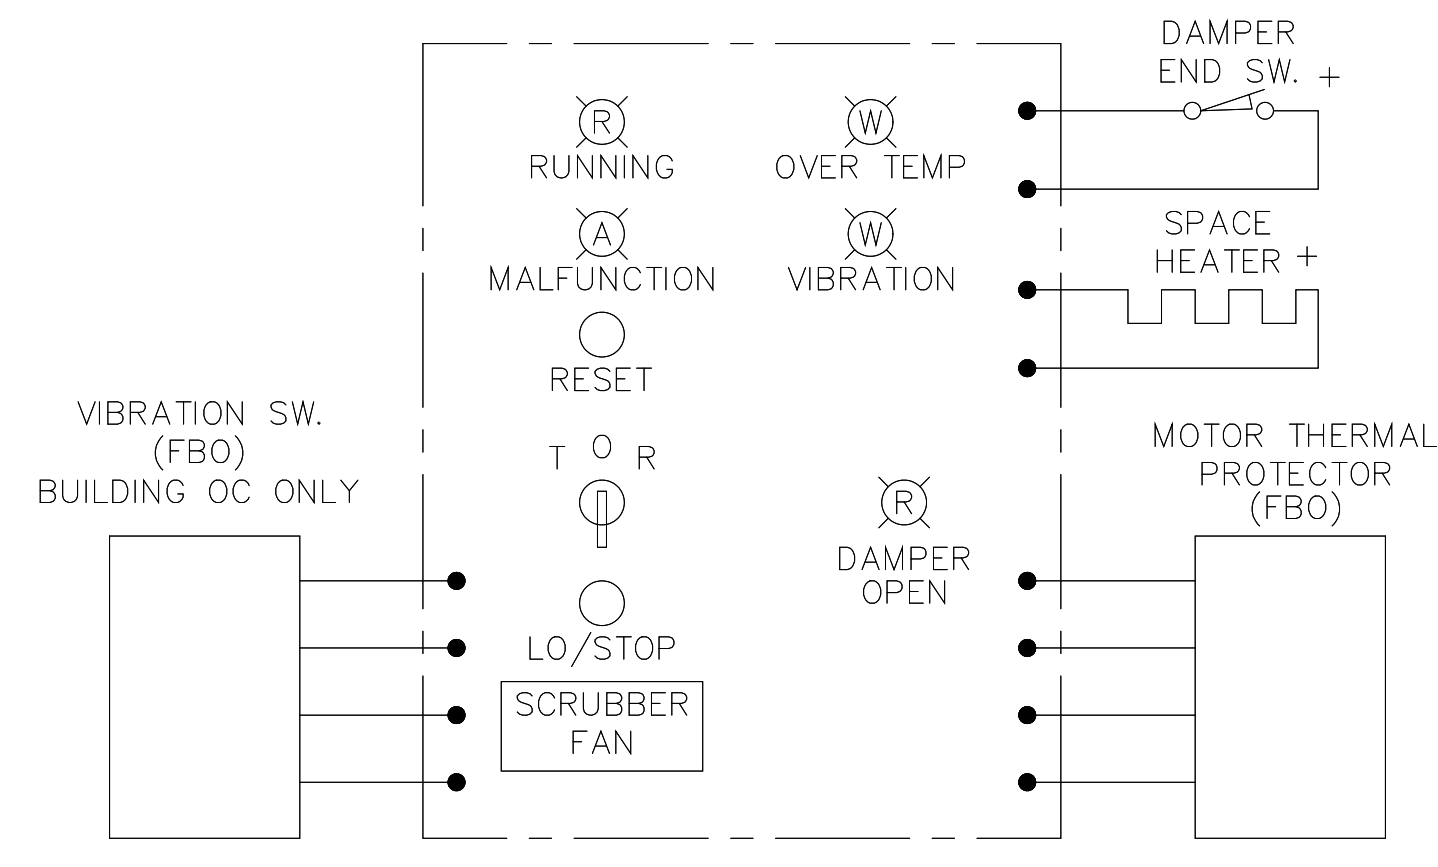 DAMPER
END SW. +
R
RUNNING
W
OVER TEMP
A
MALFUNCTION
W
VIBRATION
SPACE
HEATER +
RESET
VIBRATION SW.
(FBO)
BUILDING OC ONLY
T O R
MOTOR THERMAL
PROTECTOR
(FBO)
R
DAMPER
OPEN
LO/STOP
SCRUBBER
FAN